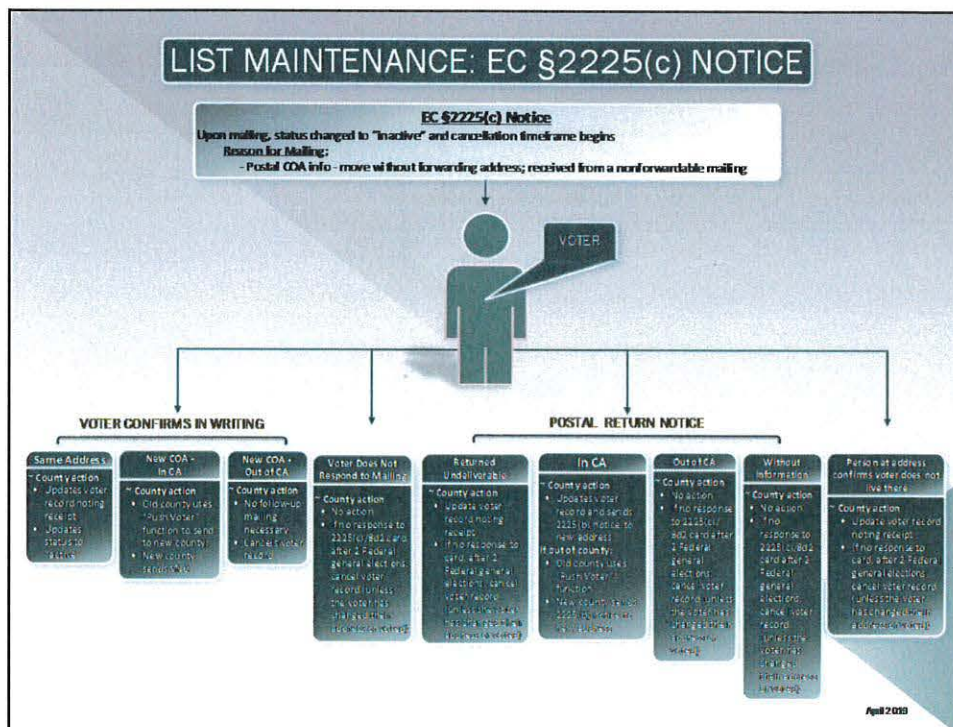 LIST MAINTENANCE: EC §2225(c) NOTICE
EC §2225(c) Notice
Upon mailing, status changed to "inactive" and cancellation timeframe begins
Reason for Mailing:
- Postal COA info - move without forwarding address; received from a nonforwardable mailing
VOTER
VOTER CONFIRMS IN WRITING
POSTAL RETURN NOTICE
Same Address
~ County action
• Updates voter
record noting
receipt
• Updates
status to
New COA -
In CA
~ County action
• Old county uses
"Push Voter"
function to send
to new county
• New county
sends
New COA -
Out of CA
~ County action
• No follow-up
mailing
necessary
• Cancels voter
record
Voter Does Not
Respond to Mailing
~ County action
• No action
• If no response to
2225(c)/8d2 card
after 2 Federal
general elections
cancel voter
record (unless
the voter has
changed their
Returned
Undeliverable
~ County action
• Update voter
record noting
receipt
• If no response to
card after 2
Federal general
elections, cancel
voter record
In CA
~ County action
• Updates voter
record and sends
2225(b) notice to
new address
If out of county:
• Old county uses
"Push Voter"
function
• New county
Out of CA
~ County action
• No action
• If no response
to 2225(c)/
8d2 card after
2 Federal
general
elections,
cancel voter
record (unless
the voter has
changed their
Without
Information
~ County action
• No action
• If no
response to
2225(c)/8d2
card after 2
Federal
general
elections,
cancel voter
record
(unless the
voter has
Person at address
confirms voter does not
live there
~ County action
• Update voter record
noting receipt
• If no response to
card, after 2 Federal
general elections
cancel voter record
(unless the voter
has changed their
April 2019